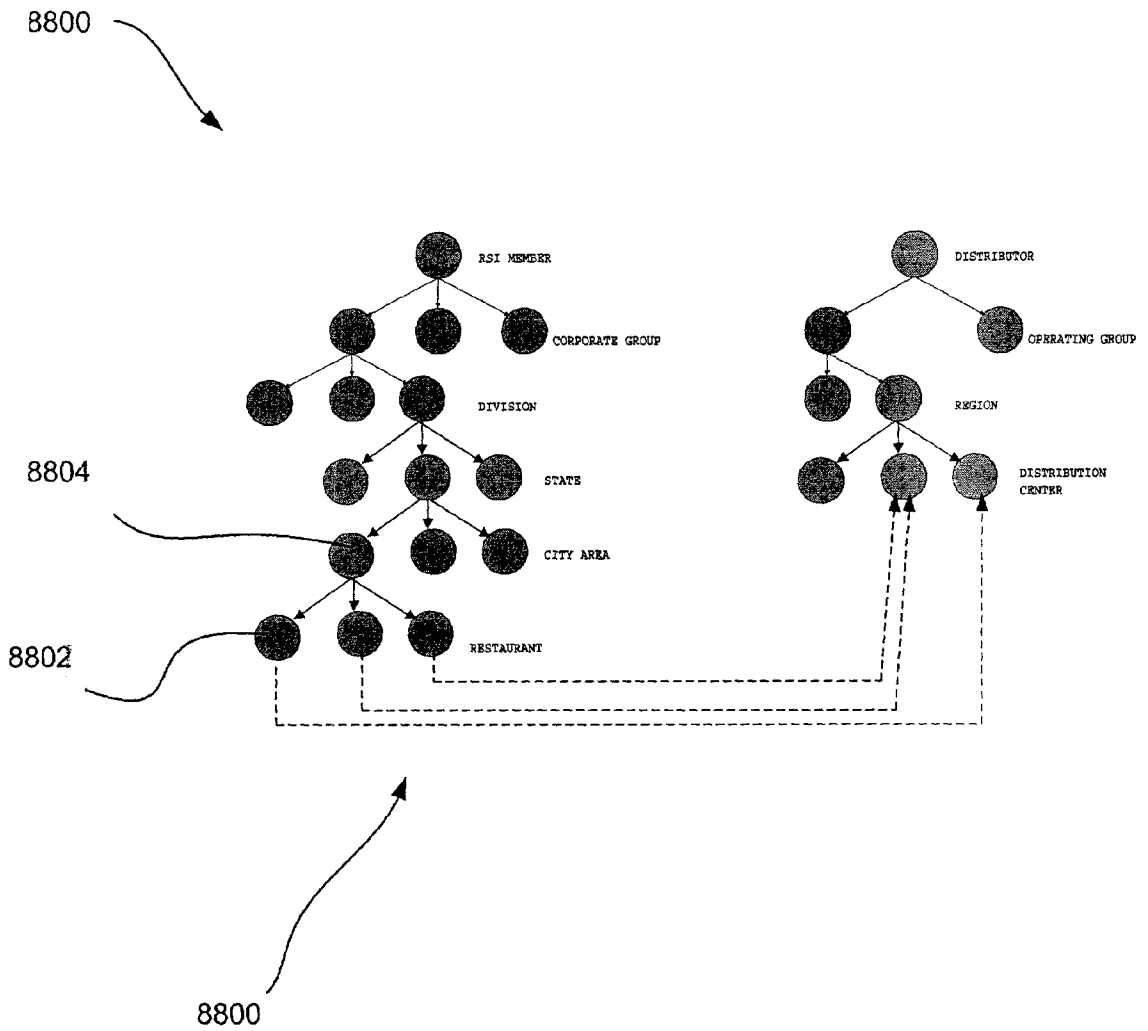 8800
RSI MEMBER
DISTRIBUTOR
CORPORATE GROUP
OPERATING GROUP
DIVISION
REGION
8804
STATE
DISTRIBUTION
CENTER
CITY AREA
8802
RESTAURANT
8800